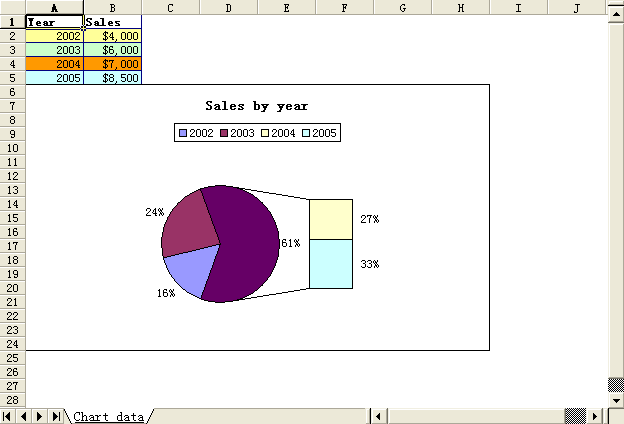 A B C D E F G H I J
1 Year Sales
2 2002 $4,000
3 2003 $6,000
4 2004 $7,000
5 2005 $8,500
6
7 Sales by year
8
9 2002 2003 2004 2005
10
11
12
13
14
15 24% 27%
16
17 61%
18 33%
19
20 16%
21
22
23
24
25
26
27
28
Chart data